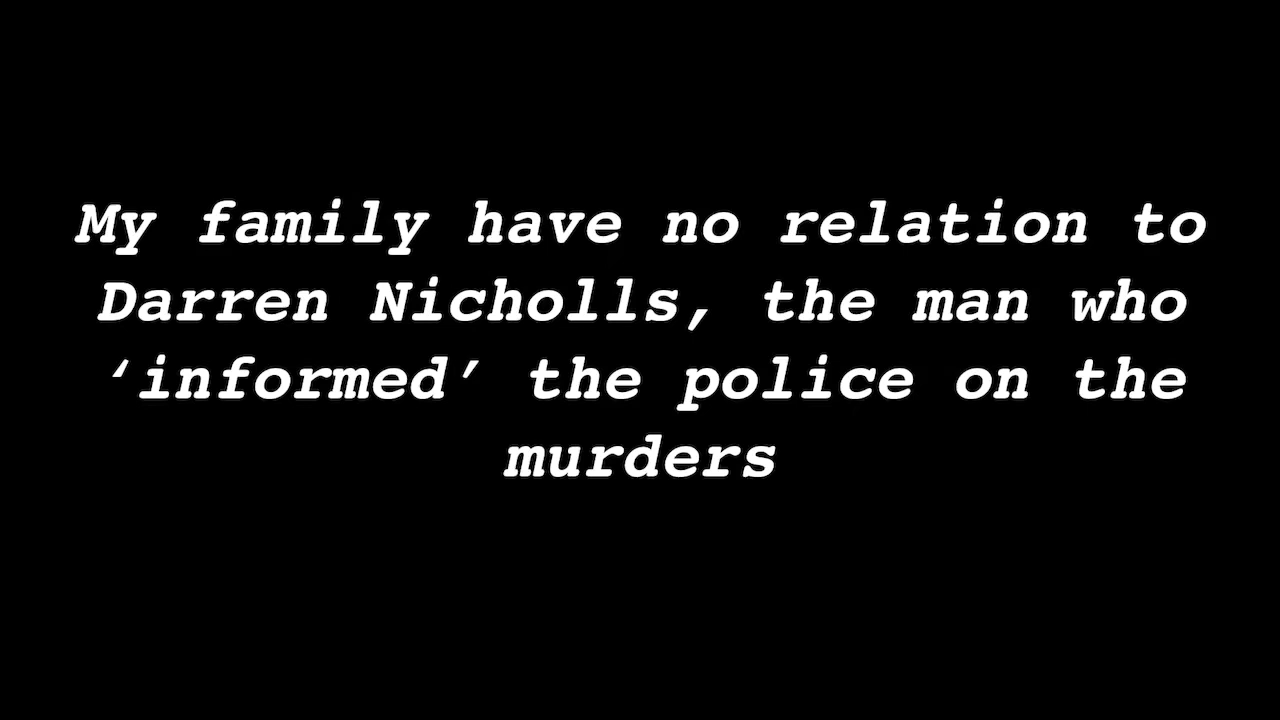 My family have no relation to
Darren Nicholls, the man who
‘informed’ the police on the
murders